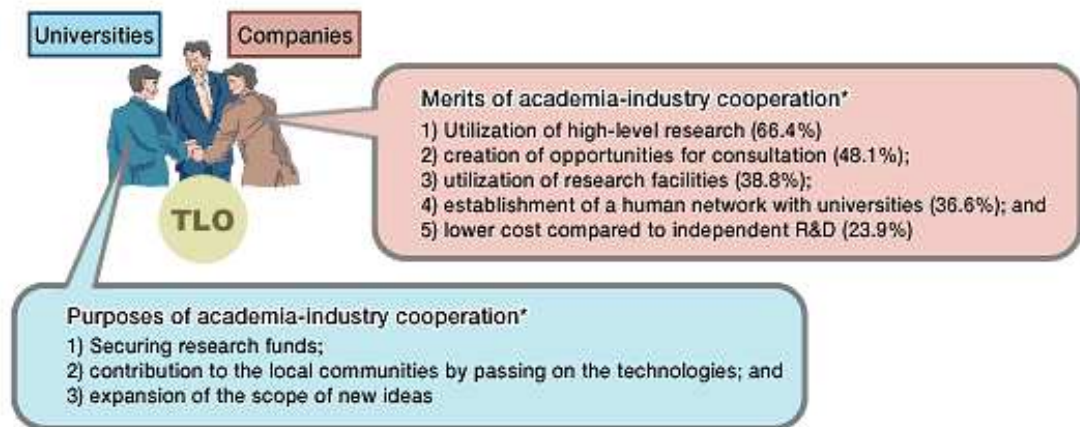 Universities
Companies
Merits of academia-industry cooperation*
1) Utilization of high-level research (66.4%)
2) creation of opportunities for consultation (48.1%);
3) utilization of research facilities (38.8%);
4) establishment of a human network with universities (36.6%); and
5) lower cost compared to independent R&D (23.9%)
TLO
Purposes of academia-industry cooperation*
1) Securing research funds;
2) contribution to the local communities by passing on the technologies; and
3) expansion of the scope of new ideas